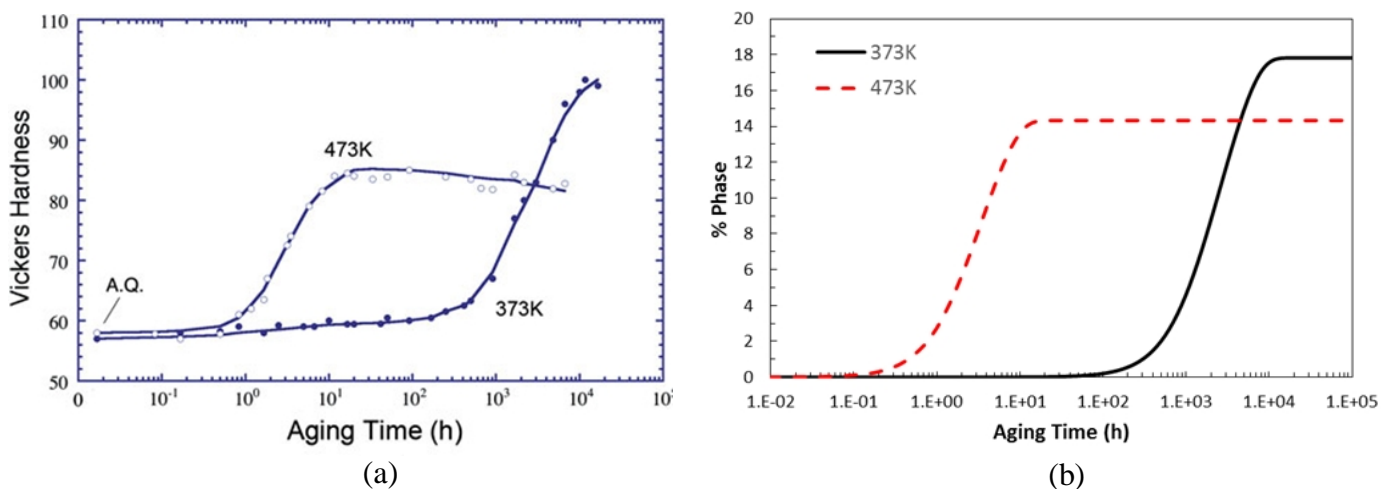 110
100
90
80
70
60
50
Vickers Hardness
473K
A.Q.
373K
0 10⁻¹ 10⁰ 10¹ 10² 10³ 10⁴ 10⁵
Aging Time (h)
(a)
20
18
16
14
12
10
8
6
4
2
0
% Phase
373K
473K
1.E-02 1.E-01 1.E+00 1.E+01 1.E+02 1.E+03 1.E+04 1.E+05
Aging Time (h)
(b)